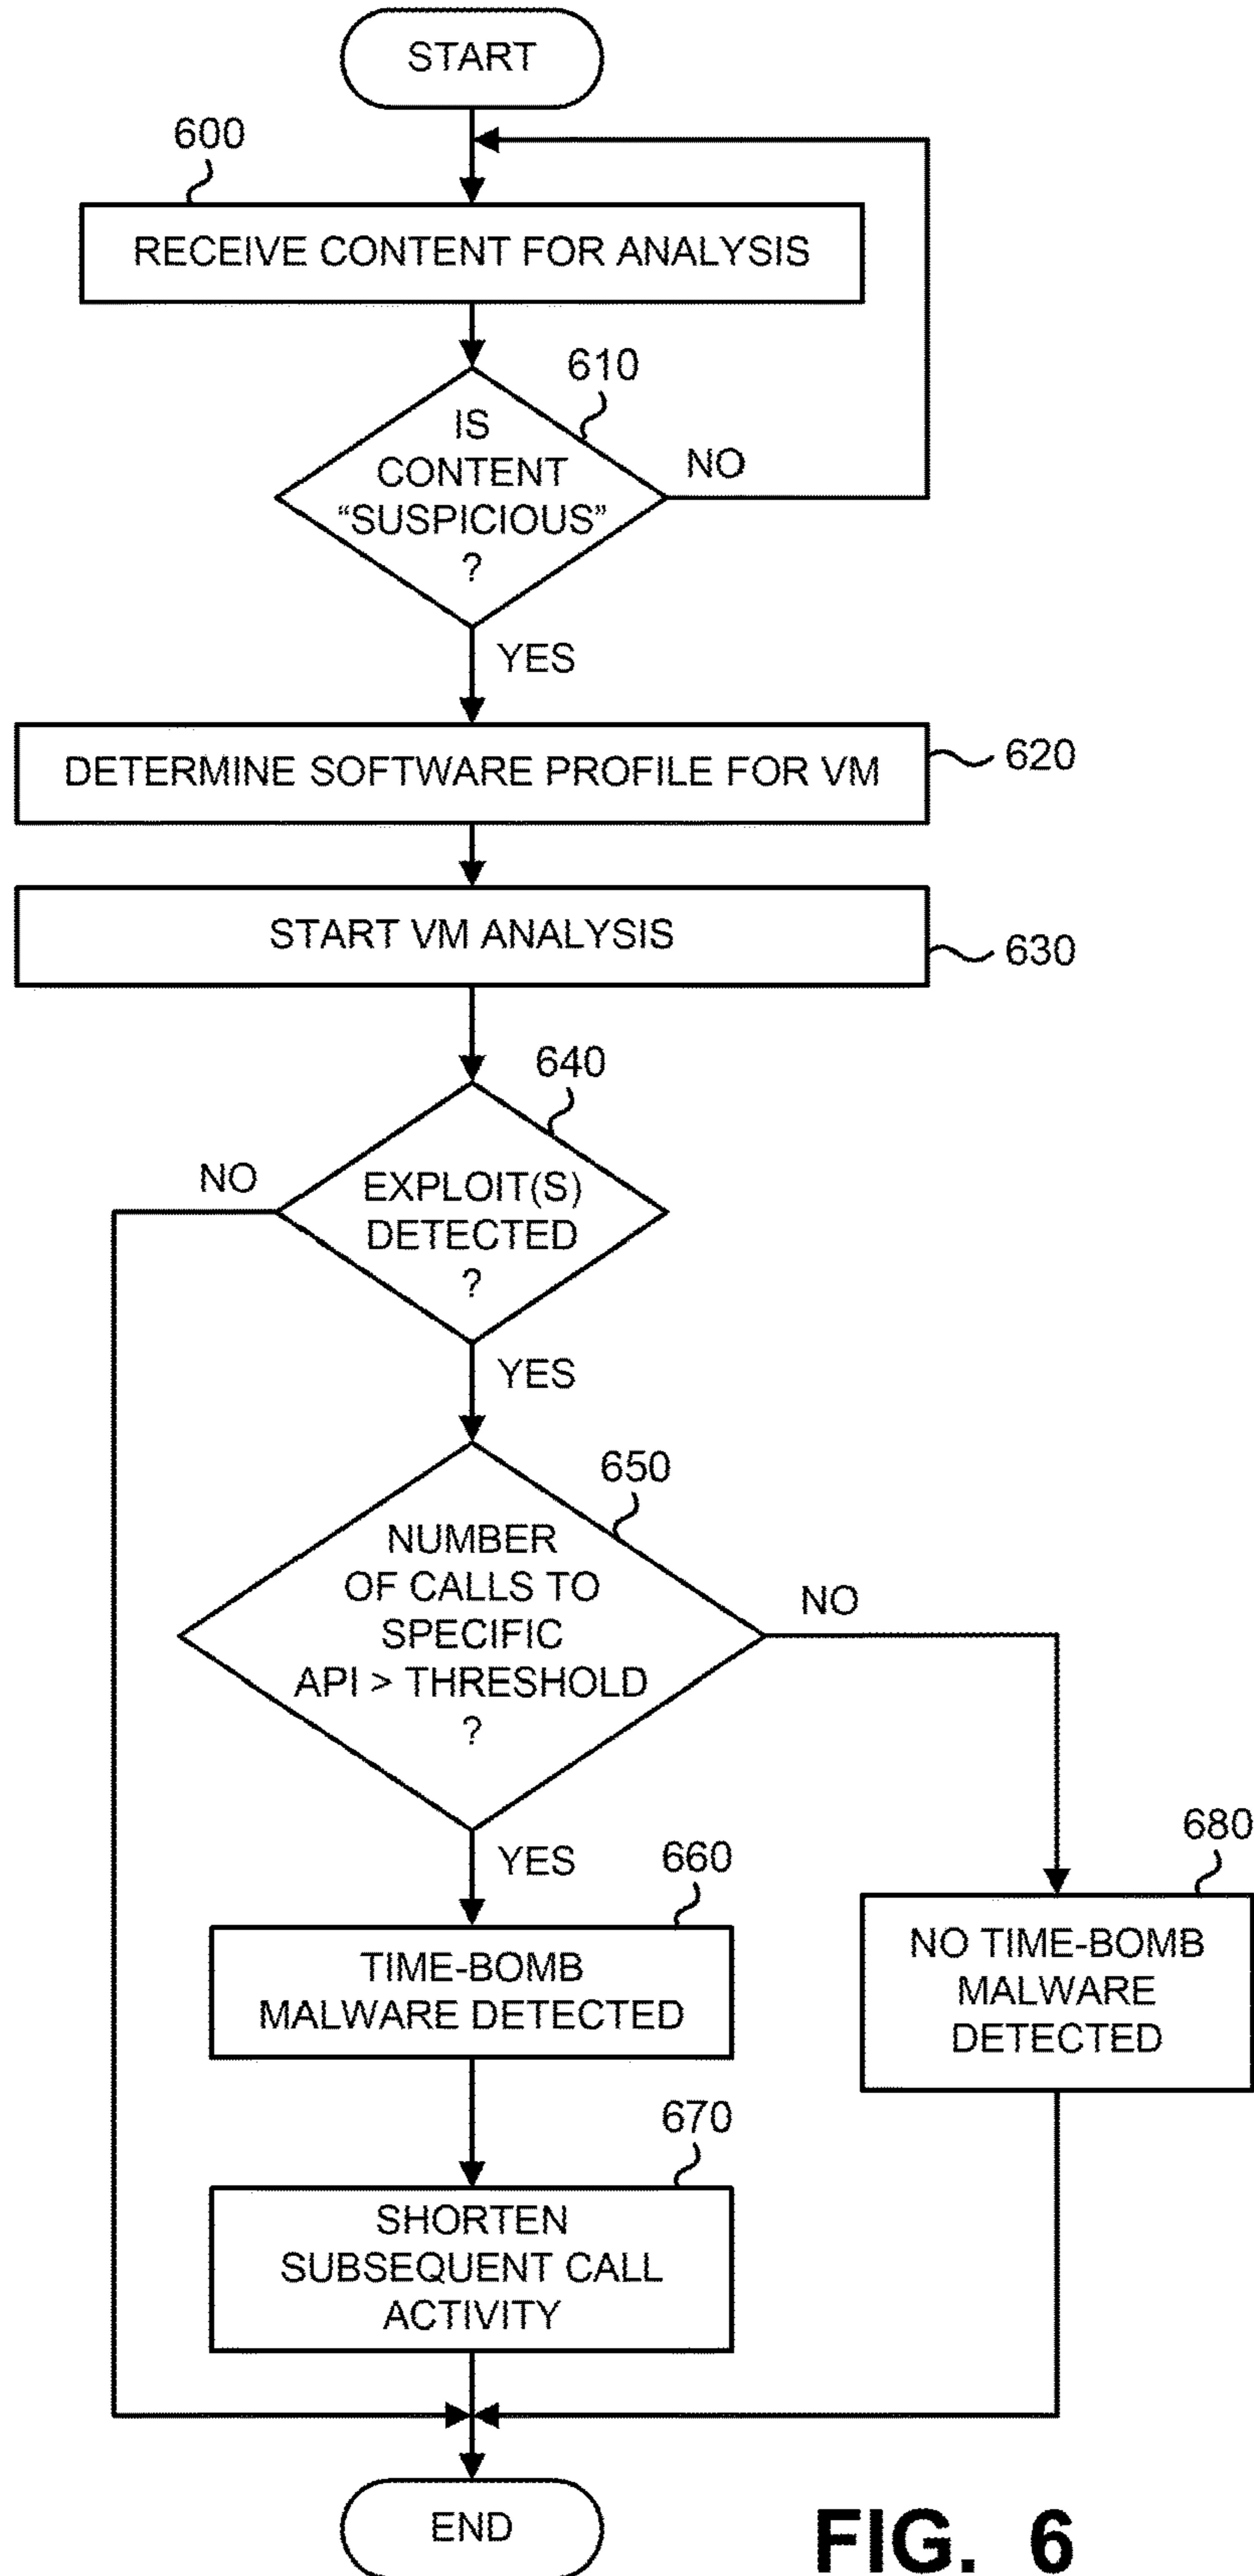 START
600
RECEIVE CONTENT FOR ANALYSIS
610
IS
CONTENT
“SUSPICIOUS”
?
NO
YES
DETERMINE SOFTWARE PROFILE FOR VM
620
START VM ANALYSIS
630
640
NO
EXPLOIT(S)
DETECTED
?
YES
650
NUMBER
OF CALLS TO
SPECIFIC
API > THRESHOLD
?
NO
YES
660
TIME-BOMB
MALWARE DETECTED
680
NO TIME-BOMB
MALWARE
DETECTED
670
SHORTEN
SUBSEQUENT CALL
ACTIVITY
END
FIG. 6